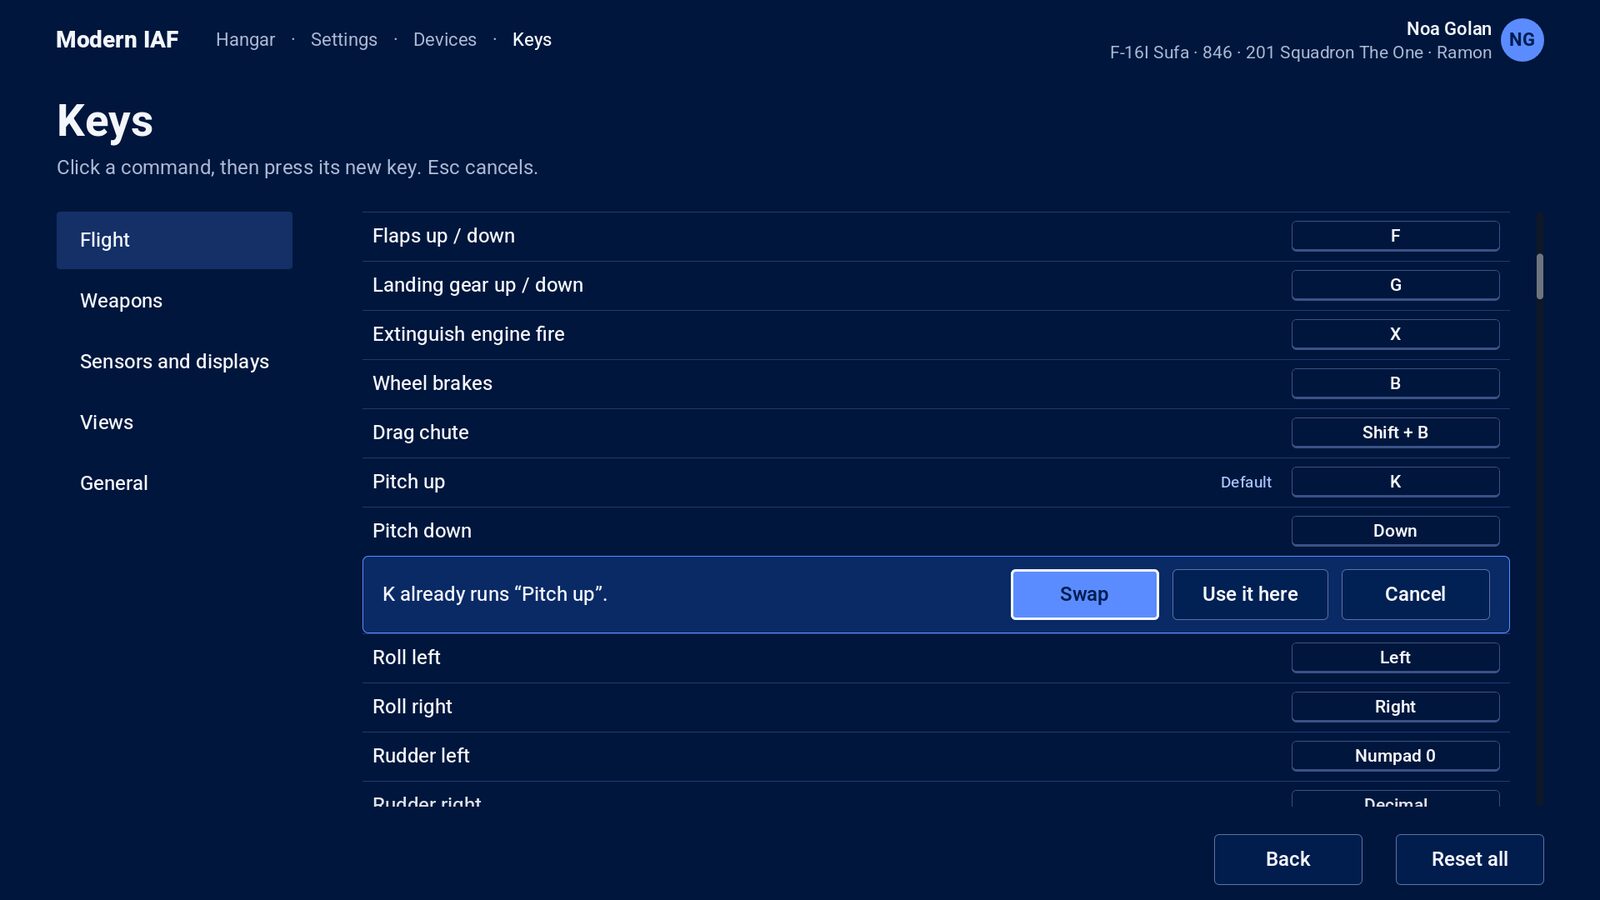 Modern IAF
Hangar · Settings · Devices · Keys
Noa Golan
F-16I Sufa · 846 · 201 Squadron The One · Ramon
NG
Keys
Click a command, then press its new key. Esc cancels.
Flight
Weapons
Sensors and displays
Views
General
Flaps up / down F
Landing gear up / down G
Extinguish engine fire X
Wheel brakes B
Drag chute Shift + B
Pitch up Default K
Pitch down Down
K already runs “Pitch up”. Swap Use it here Cancel
Roll left Left
Roll right Right
Rudder left Numpad 0
Rudder right Decimal
Back Reset all